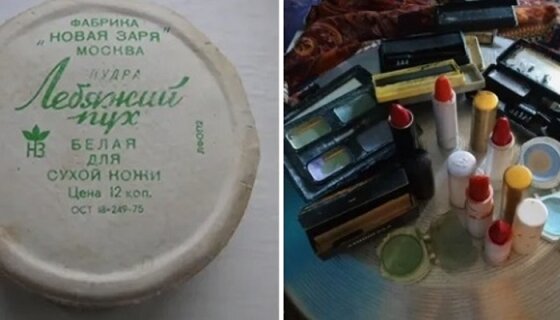 ФАБРИКА
"НОВАЯ ЗАРЯ"
МОСКВА
ПУДРА
Лебяжий
пух
НЗ
БЕЛАЯ
ДЛЯ
СУХОЙ КОЖИ
Цена 12 коп.
ОСТ 18-249-75
ЛФОП2